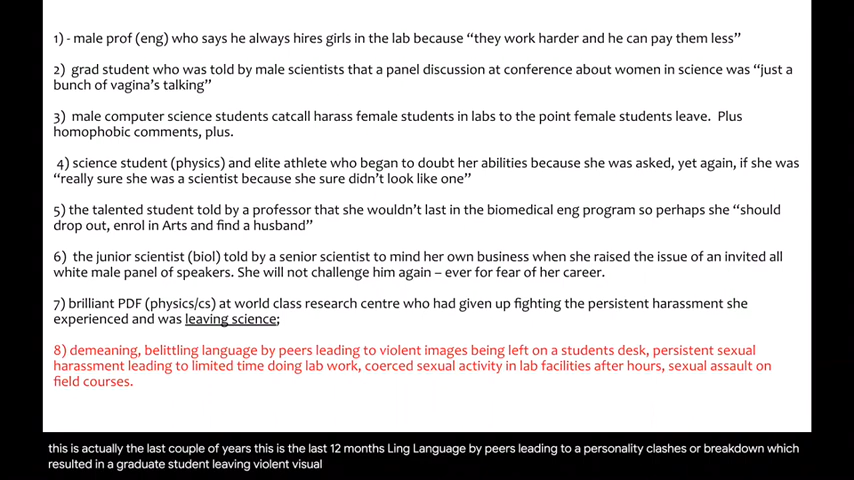 1) - male prof (eng) who says he always hires girls in the lab because “they work harder and he can pay them less”
2) grad student who was told by male scientists that a panel discussion at conference about women in science was “just a
bunch of vagina’s talking”
3) male computer science students catcall harass female students in labs to the point female students leave. Plus
homophobic comments, plus.
4) science student (physics) and elite athlete who began to doubt her abilities because she was asked, yet again, if she was
“really sure she was a scientist because she sure didn’t look like one”
5) the talented student told by a professor that she wouldn’t last in the biomedical eng program so perhaps she “should
drop out, enrol in Arts and find a husband”
6) the junior scientist (biol) told by a senior scientist to mind her own business when she raised the issue of an invited all
white male panel of speakers. She will not challenge him again – ever for fear of her career.
7) brilliant PDF (physics/cs) at world class research centre who had given up fighting the persistent harassment she
experienced and was leaving science;
8) demeaning, belittling language by peers leading to violent images being left on a students desk, persistent sexual
harassment leading to limited time doing lab work, coerced sexual activity in lab facilities after hours, sexual assault on
field courses.
this is actually the last couple of years this is the last 12 months Ling Language by peers leading to a personality clashes or breakdown which
resulted in a graduate student leaving violent visual